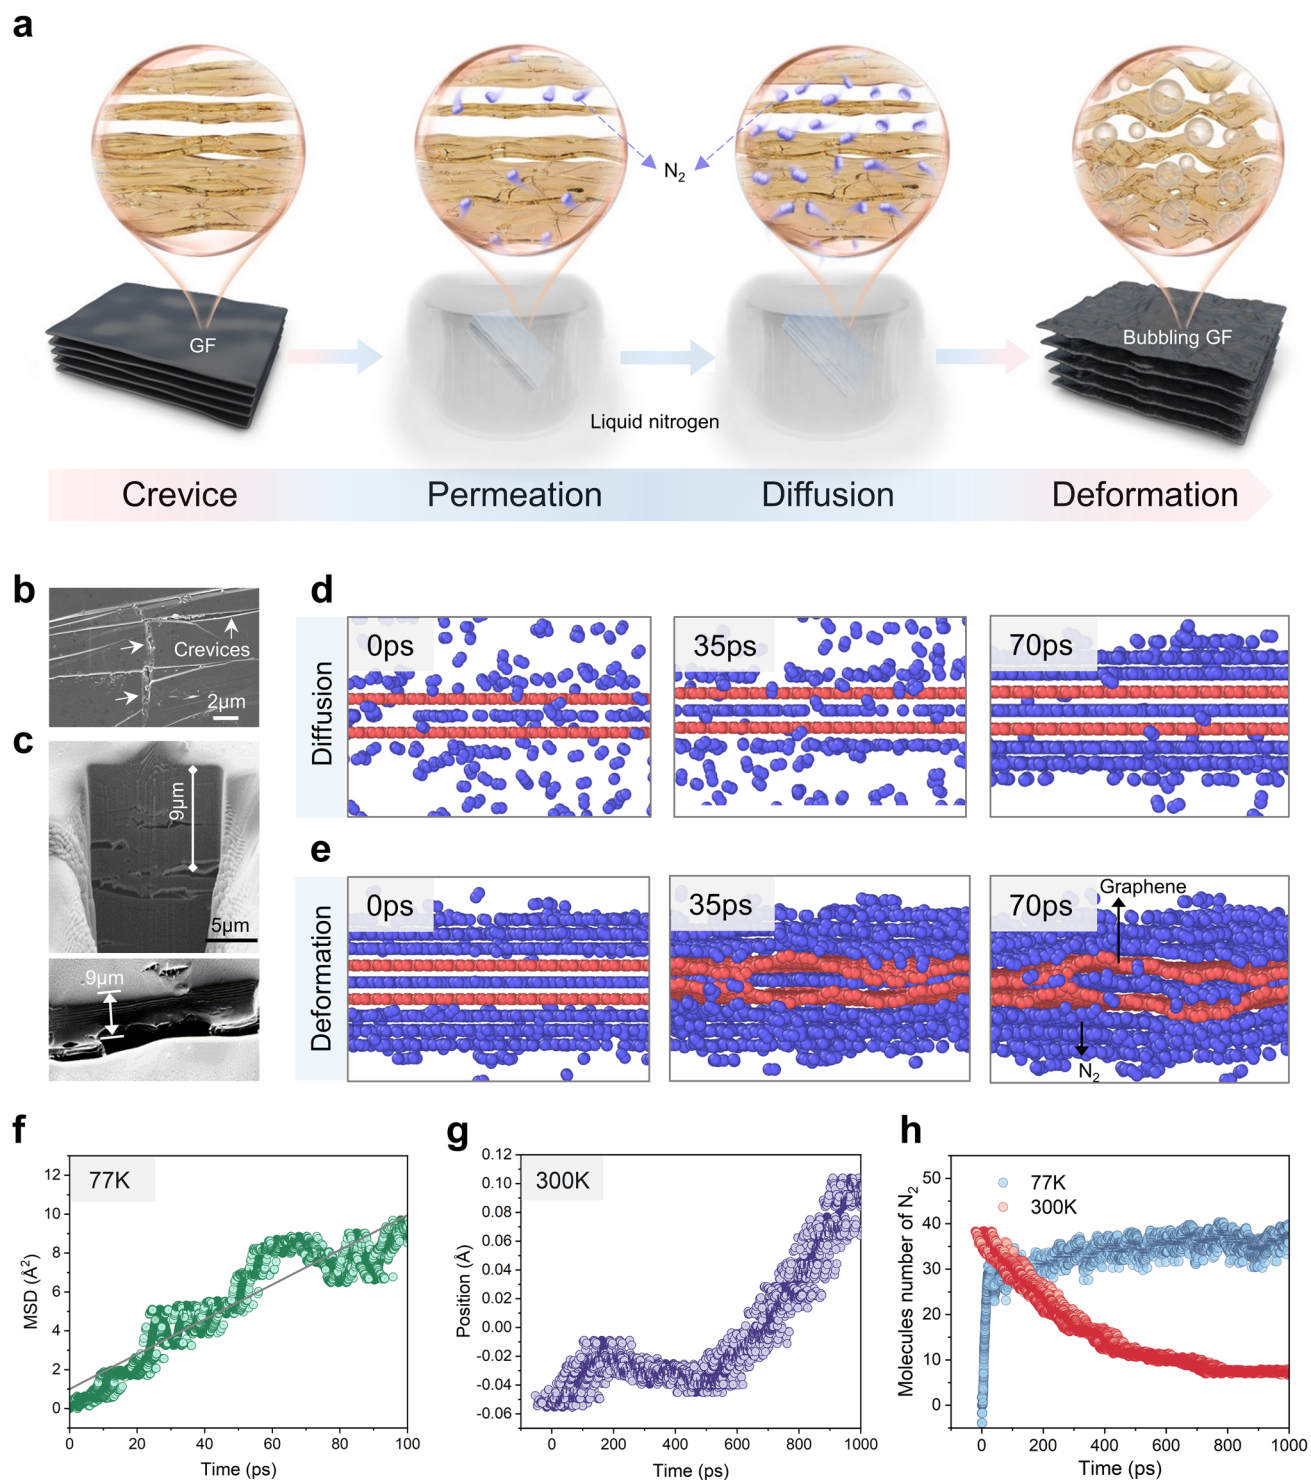 a
N2
GF
Bubbling GF
Liquid nitrogen
Crevice
Permeation
Diffusion
Deformation
b
Crevices
2μm
c
9μm
5μm
9μm
d
Diffusion
0ps
35ps
70ps
e
Deformation
0ps
35ps
70ps
Graphene
N2
f
77K
MSD (Å2)
12
10
8
6
4
2
0
0
20
40
60
80
100
Time (ps)
g
300K
Position (Å)
0.12
0.10
0.08
0.06
0.04
0.02
0.00
-0.02
-0.04
-0.06
0
200
400
600
800
1000
Time (ps)
h
77K
300K
Molecules number of N2
50
40
30
20
10
0
0
200
400
600
800
1000
Time (ps)